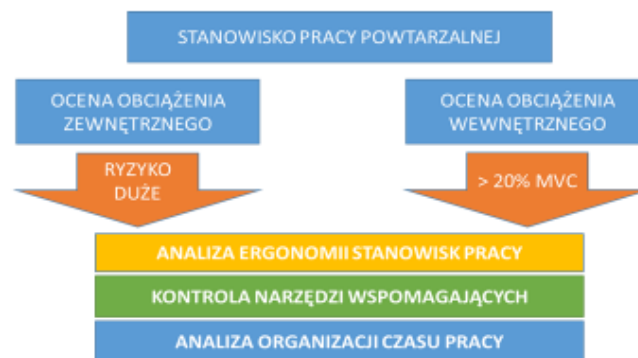 STANOWISKO PRACY POWTARZALNEJ
OCENA OBCIĄŻENIA
ZEWNĘTRZNEGO
OCENA OBCIĄŻENIA
WEWNĘTRZNEGO
RYZYKO
DUŻE
> 20% MVC
ANALIZA ERGONOMII STANOWISK PRACY
KONTROLA NARZĘDZI WSPOMAGAJĄCYCH
ANALIZA ORGANIZACJI CZASU PRACY